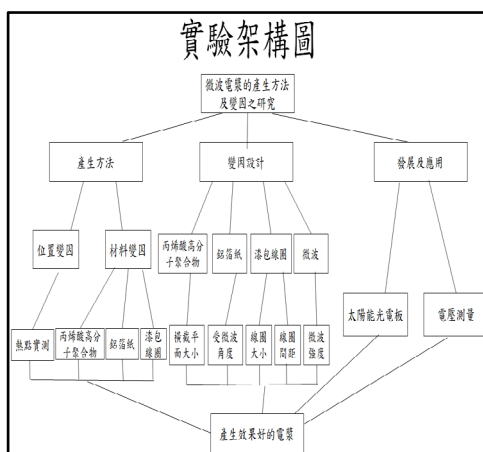 實驗架構圖
微波電漿的產生方法
及變因之研究
產生方法
變因設計
發展及應用
位置變因
材料變因
丙烯酸高分
子聚合物
鋁箔紙
漆包線圈
微波
熱點實測
丙烯酸高分
子聚合物
鋁箔紙
漆包
線圈
橫截平
面大小
受微波
角度
線圈
大小
線圈
間距
微波
強度
太陽能光電板
電壓測量
產生效果好的電漿